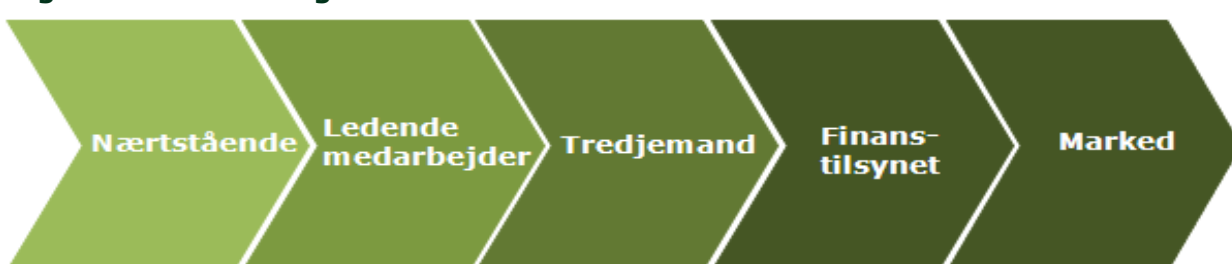 Nærtstående
Ledende
medarbejder
Tredjemand
Finans-
tilsynet
Marked